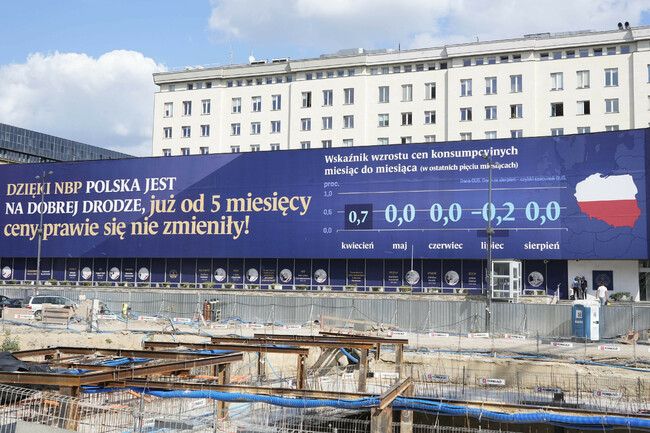 DZIĘKI NBP POLSKA JEST
NA DOBREJ DRODZE, już od 5 miesięcy
ceny prawie się nie zmieniły!
Wskaźnik wzrostu cen konsumpcyjnych
miesiąc do miesiąca (w ostatnich pięciu miesiącach)
proc.
1,0
0,5
0,0
0,7
0,0
0,0
-0,2
0,0
kwiecień
maj
czerwiec
lipiec
sierpień